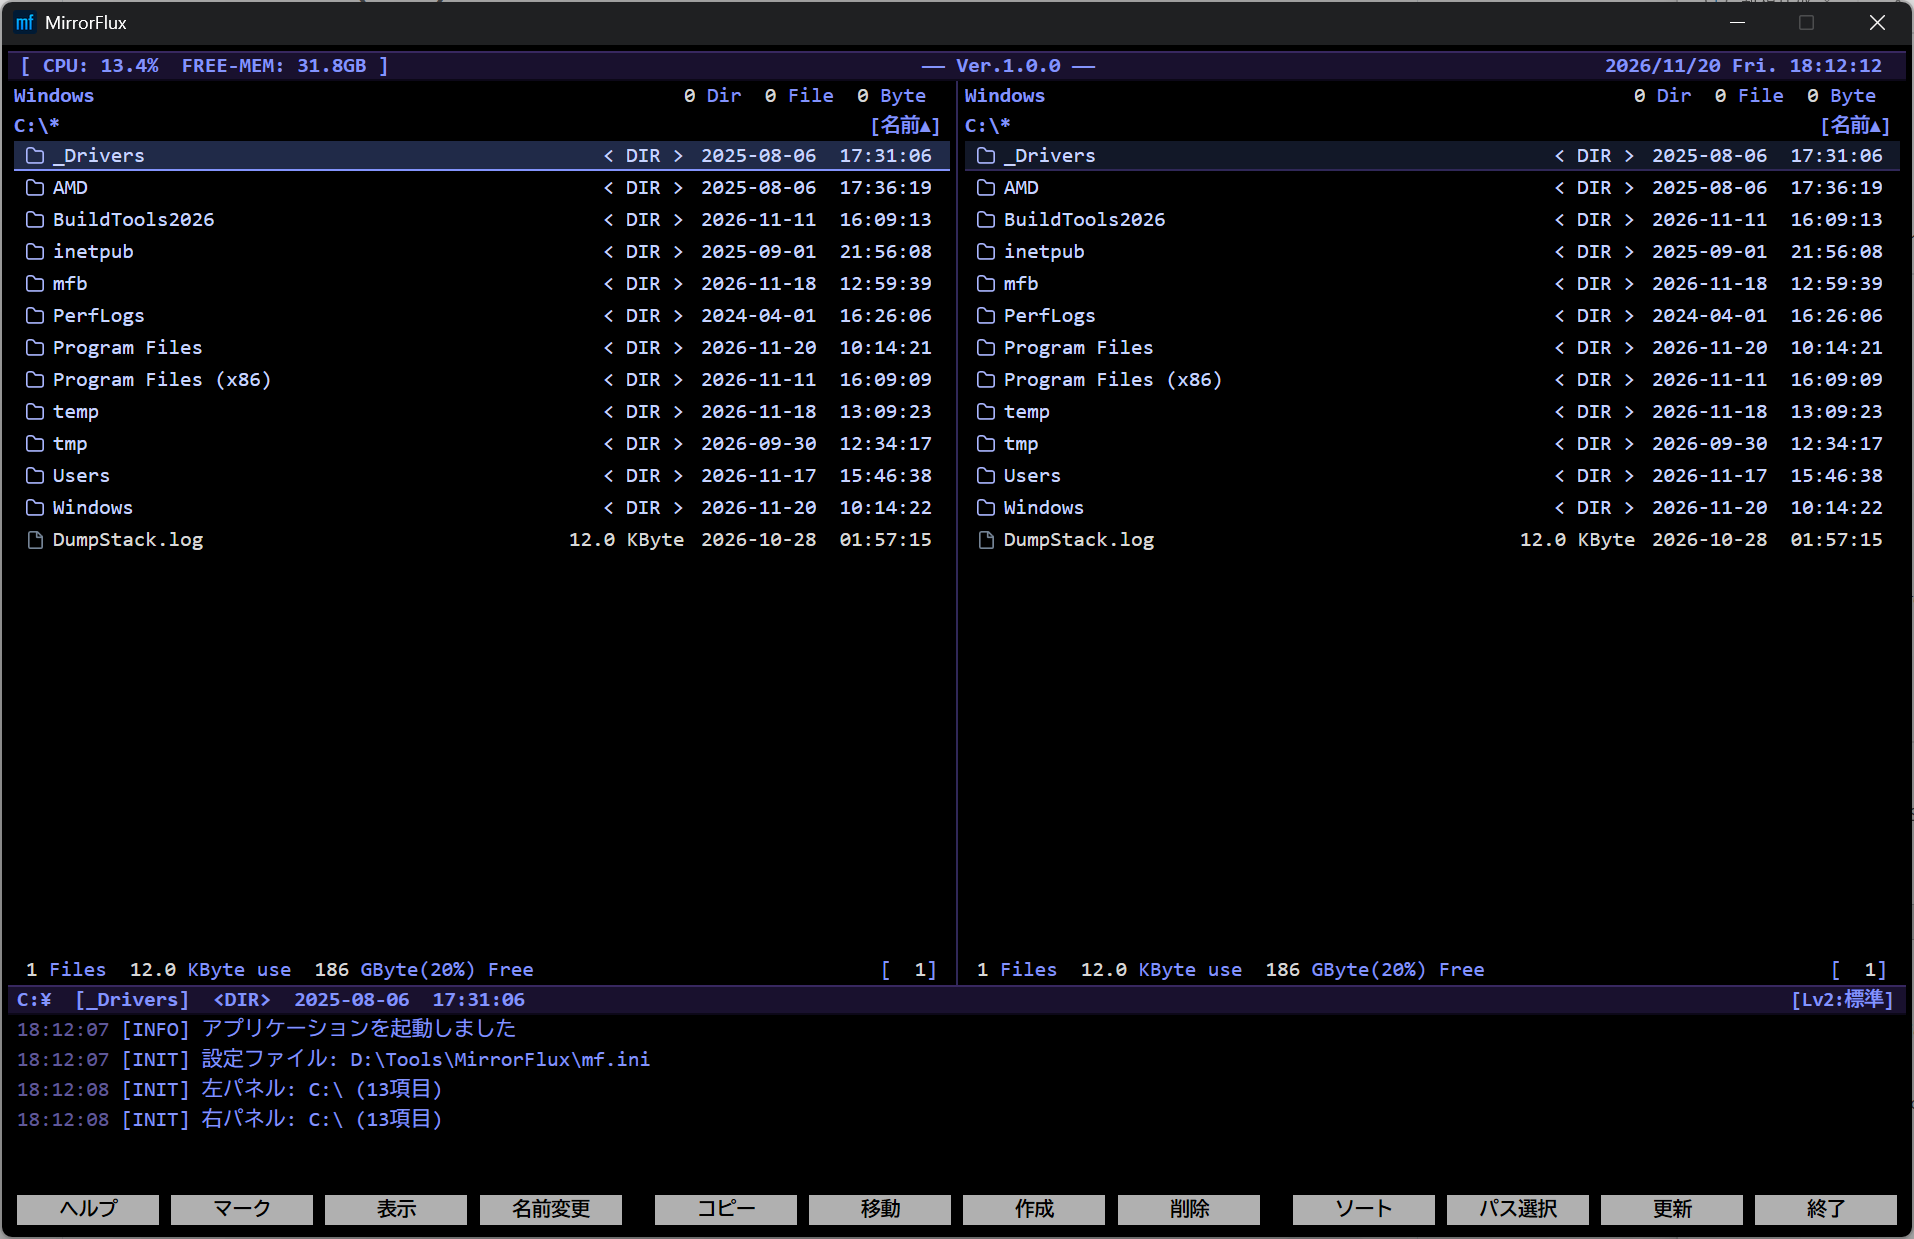 mf MirrorFlux
[ CPU: 13.4%  FREE-MEM: 31.8GB ]  —— Ver.1.0.0 ——  2026/11/20 Fri. 18:12:12
Windows  0 Dir  0 File  0 Byte
C:\*  [名前▲]
_Drivers  < DIR >  2025-08-06  17:31:06
AMD  < DIR >  2025-08-06  17:36:19
BuildTools2026  < DIR >  2026-11-11  16:09:13
inetpub  < DIR >  2025-09-01  21:56:08
mfb  < DIR >  2026-11-18  12:59:39
PerfLogs  < DIR >  2024-04-01  16:26:06
Program Files  < DIR >  2026-11-20  10:14:21
Program Files (x86)  < DIR >  2026-11-11  16:09:09
temp  < DIR >  2026-11-18  13:09:23
tmp  < DIR >  2026-09-30  12:34:17
Users  < DIR >  2026-11-17  15:46:38
Windows  < DIR >  2026-11-20  10:14:22
DumpStack.log  12.0 KByte  2026-10-28  01:57:15
1 Files  12.0 KByte use  186 GByte(20%) Free  [  1]
Windows  0 Dir  0 File  0 Byte
C:\*  [名前▲]
_Drivers  < DIR >  2025-08-06  17:31:06
AMD  < DIR >  2025-08-06  17:36:19
BuildTools2026  < DIR >  2026-11-11  16:09:13
inetpub  < DIR >  2025-09-01  21:56:08
mfb  < DIR >  2026-11-18  12:59:39
PerfLogs  < DIR >  2024-04-01  16:26:06
Program Files  < DIR >  2026-11-20  10:14:21
Program Files (x86)  < DIR >  2026-11-11  16:09:09
temp  < DIR >  2026-11-18  13:09:23
tmp  < DIR >  2026-09-30  12:34:17
Users  < DIR >  2026-11-17  15:46:38
Windows  < DIR >  2026-11-20  10:14:22
DumpStack.log  12.0 KByte  2026-10-28  01:57:15
1 Files  12.0 KByte use  186 GByte(20%) Free  [  1]
C:¥  [_Drivers]  <DIR>  2025-08-06  17:31:06  [Lv2:標準]
18:12:07 [INFO] アプリケーションを起動しました
18:12:07 [INIT] 設定ファイル: D:\Tools\MirrorFlux\mf.ini
18:12:08 [INIT] 左パネル: C:\ (13項目)
18:12:08 [INIT] 右パネル: C:\ (13項目)
ヘルプ  マーク  表示  名前変更  コピー  移動  作成  削除  ソート  パス選択  更新  終了